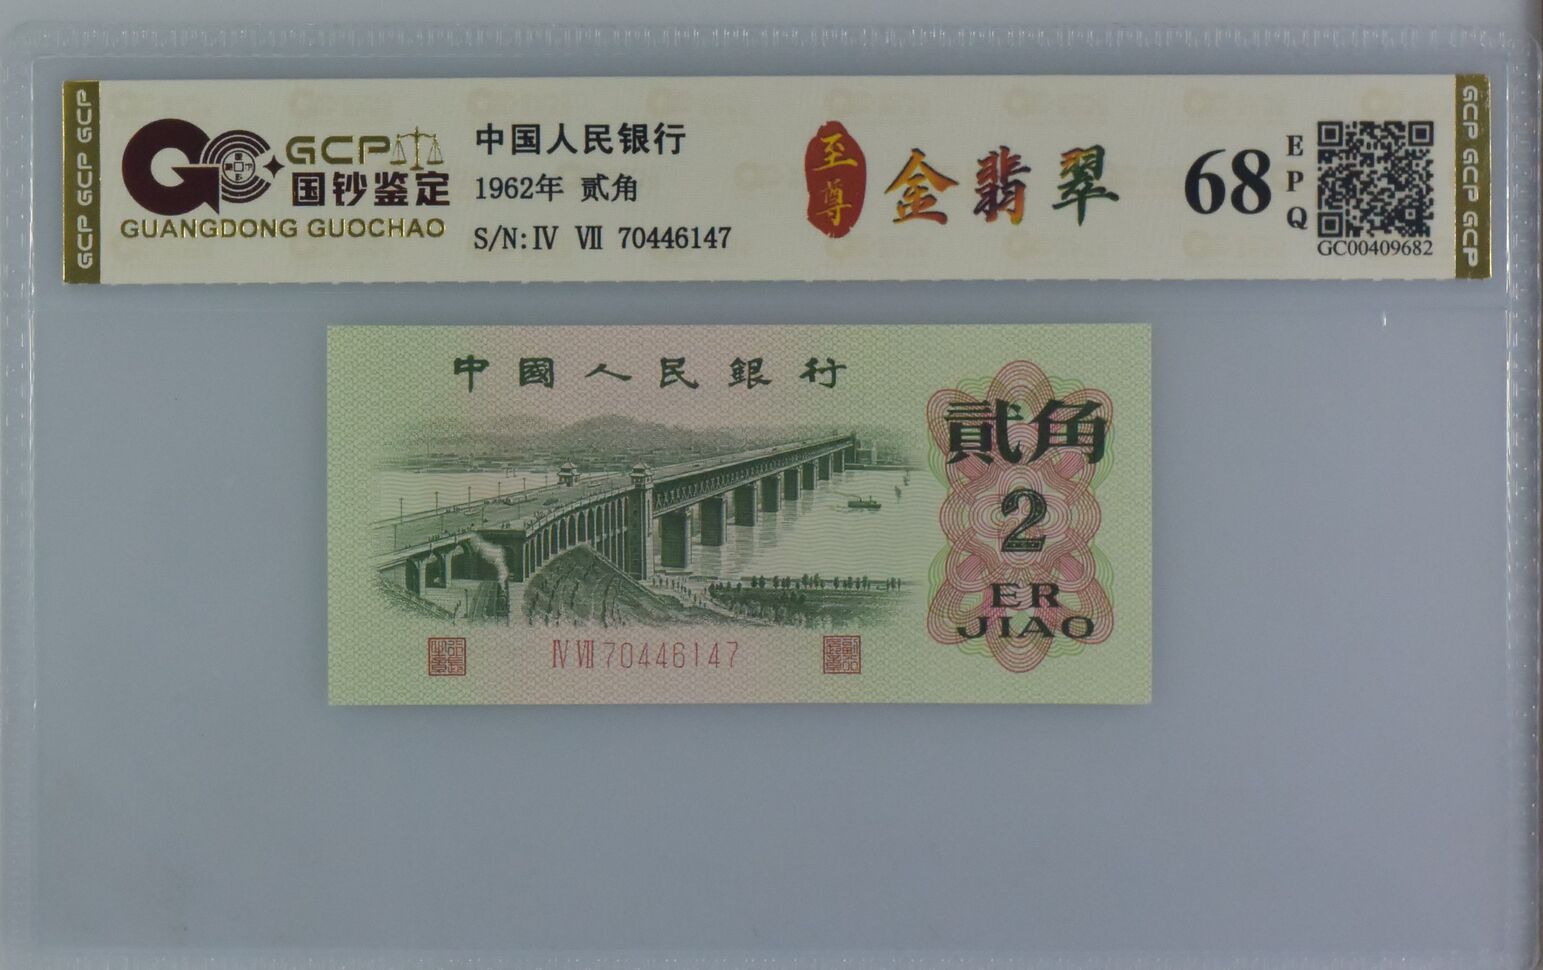 GCP GCP GCP
GCP
国钞鉴定
GUANGDONG GUOCHAO
中国人民银行
1962年 贰角
S/N:Ⅳ Ⅶ 70446147
至尊
金翡翠
68
EPQ
GC00409682
GCP GCP GCP
中國人民銀行
貳角
2
ER
JIAO
Ⅳ Ⅶ 70446147